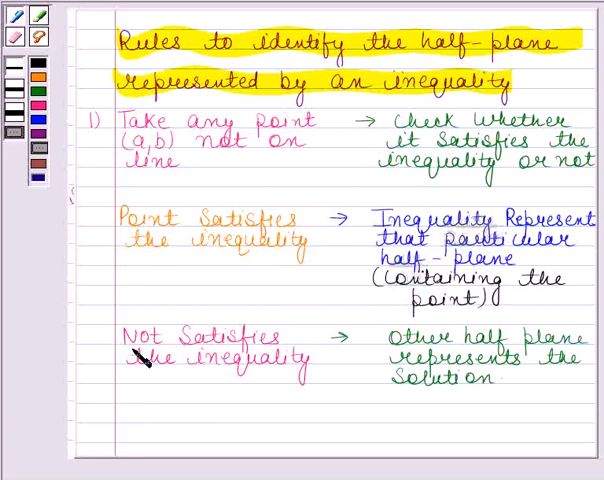 Rules to identify the half-plane
represented by an inequality
1) Take any point → Check whether
(a,b) not on it satisfies the
line inequality or not
Point Satisfies → Inequality Represent
the inequality that particular
half-plane
(Containing the
point)
Not Satisfies → Other half plane
the inequality represents the
Solution.